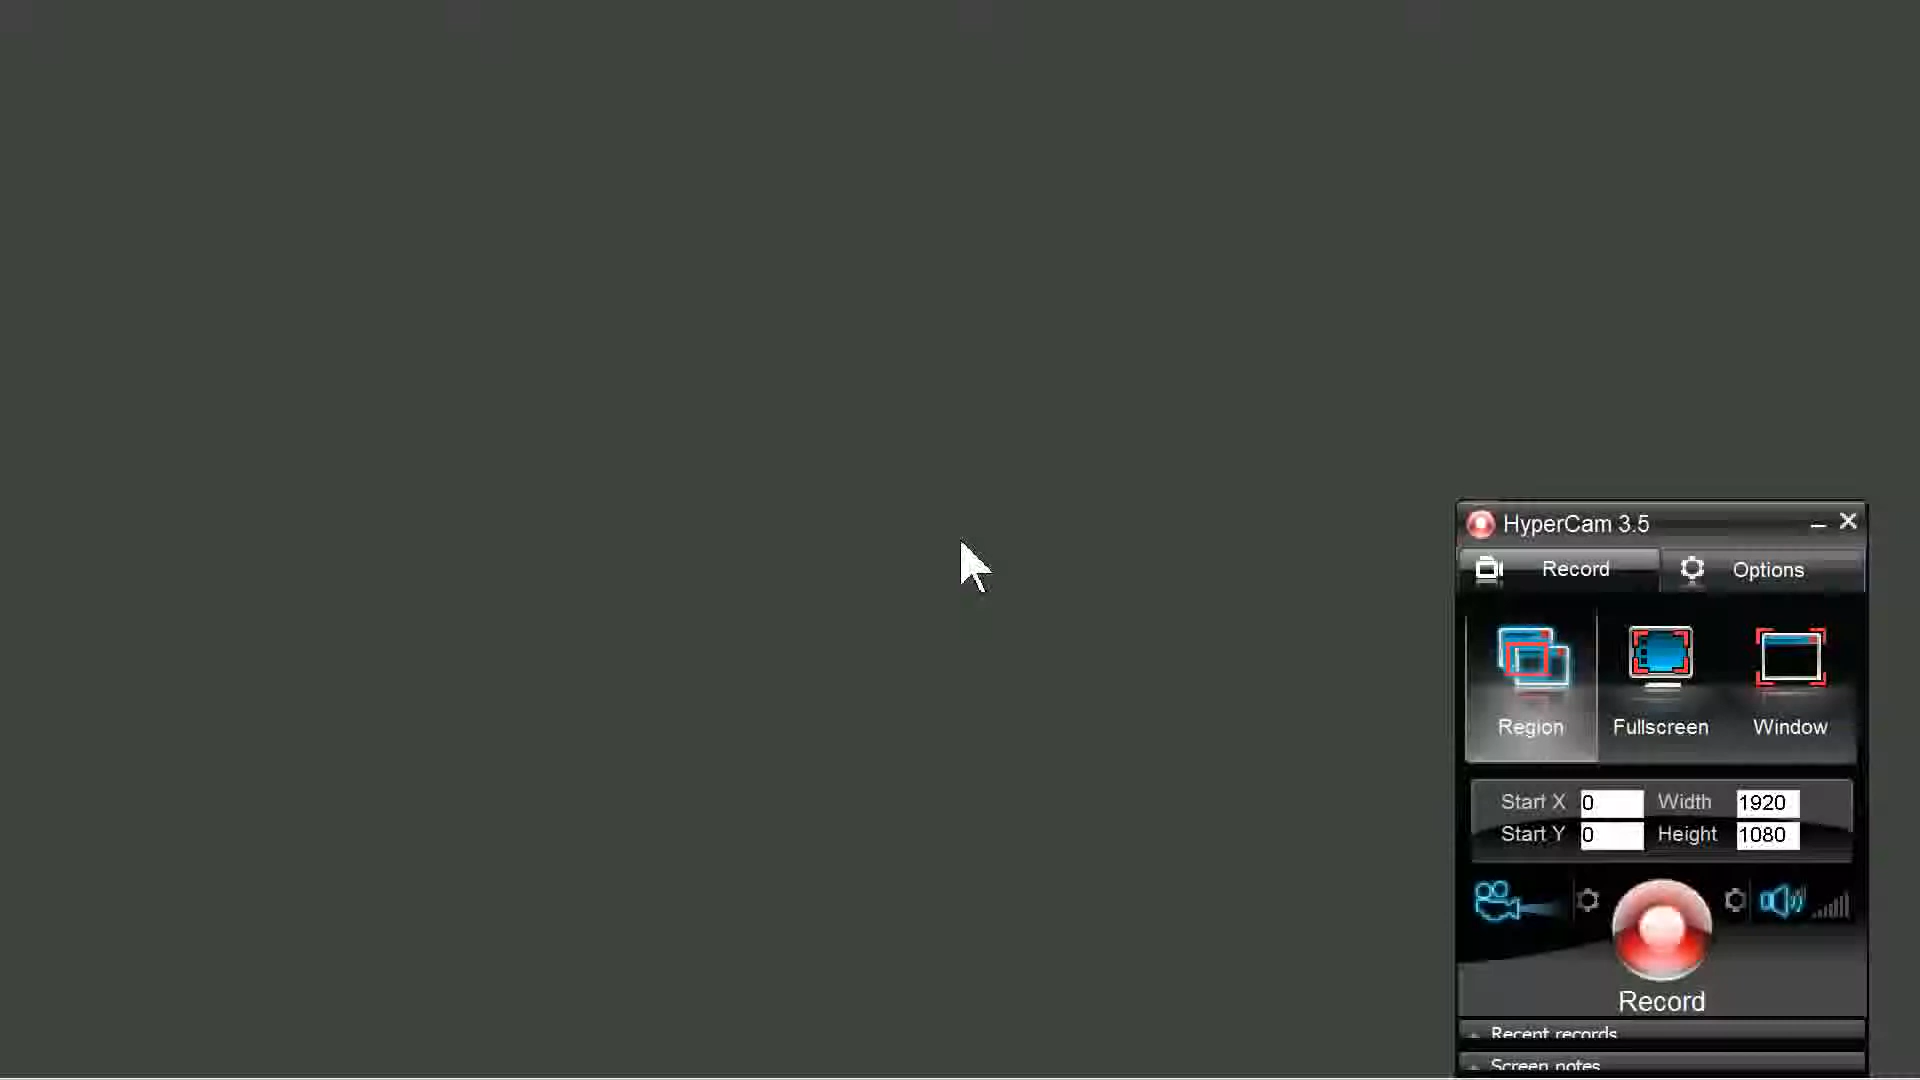 HyperCam 3.5
Record
Options
Region
Fullscreen
Window
Start X 0 Width 1920
Start Y 0 Height 1080
Record
Recent records
Screen notes